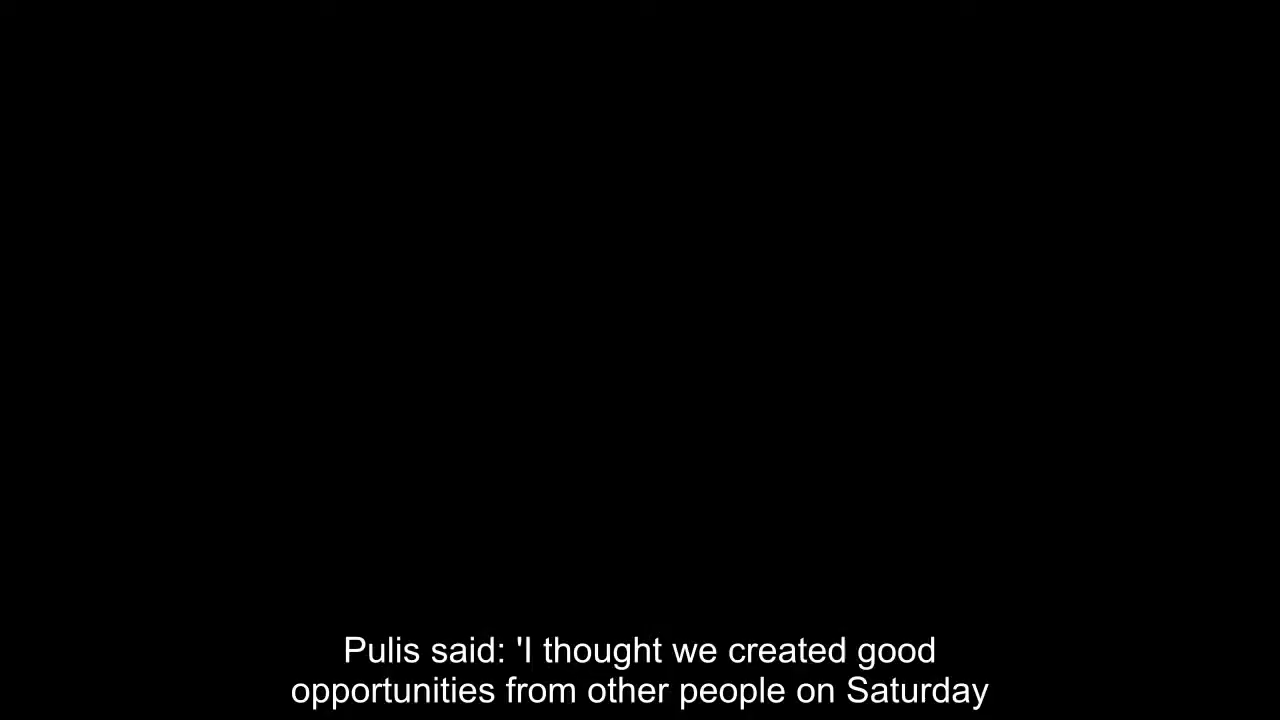 Pulis said: 'I thought we created good
opportunities from other people on Saturday